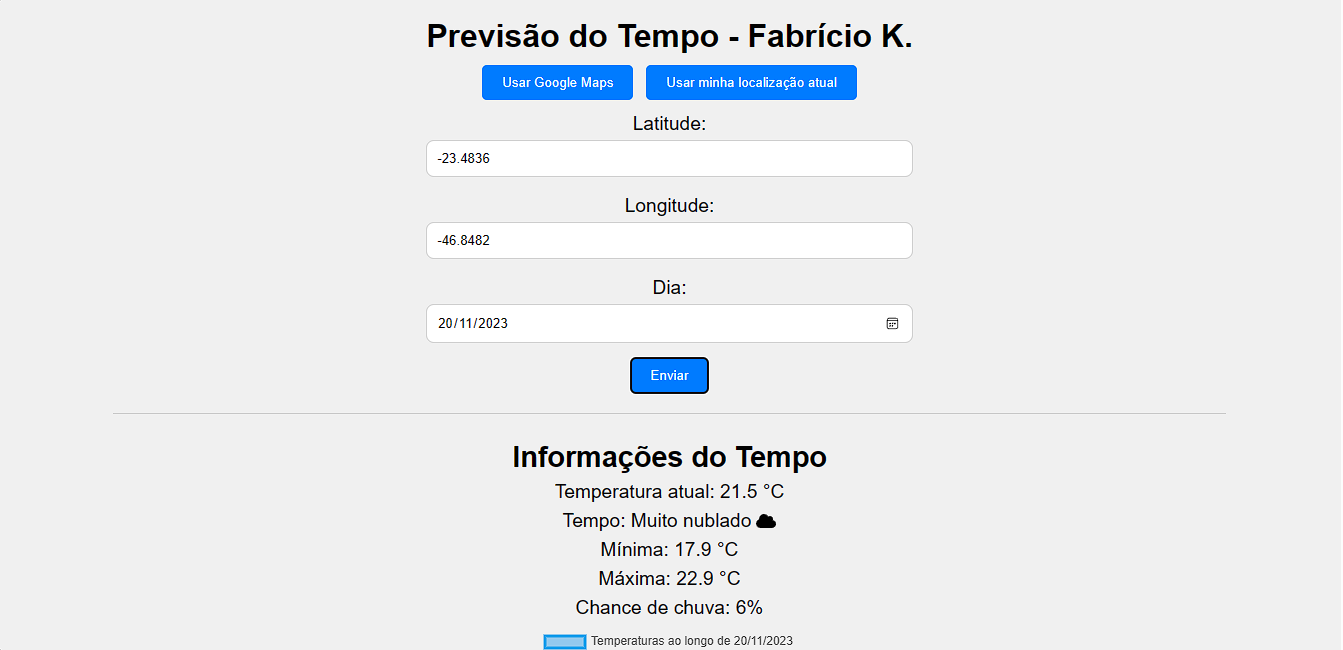 Previsão do Tempo - Fabrício K.
Usar Google Maps Usar minha localização atual
Latitude:
-23.4836
Longitude:
-46.8482
Dia:
20/11/2023
Enviar
Informações do Tempo
Temperatura atual: 21.5 °C
Tempo: Muito nublado
Mínima: 17.9 °C
Máxima: 22.9 °C
Chance de chuva: 6%
Temperaturas ao longo de 20/11/2023